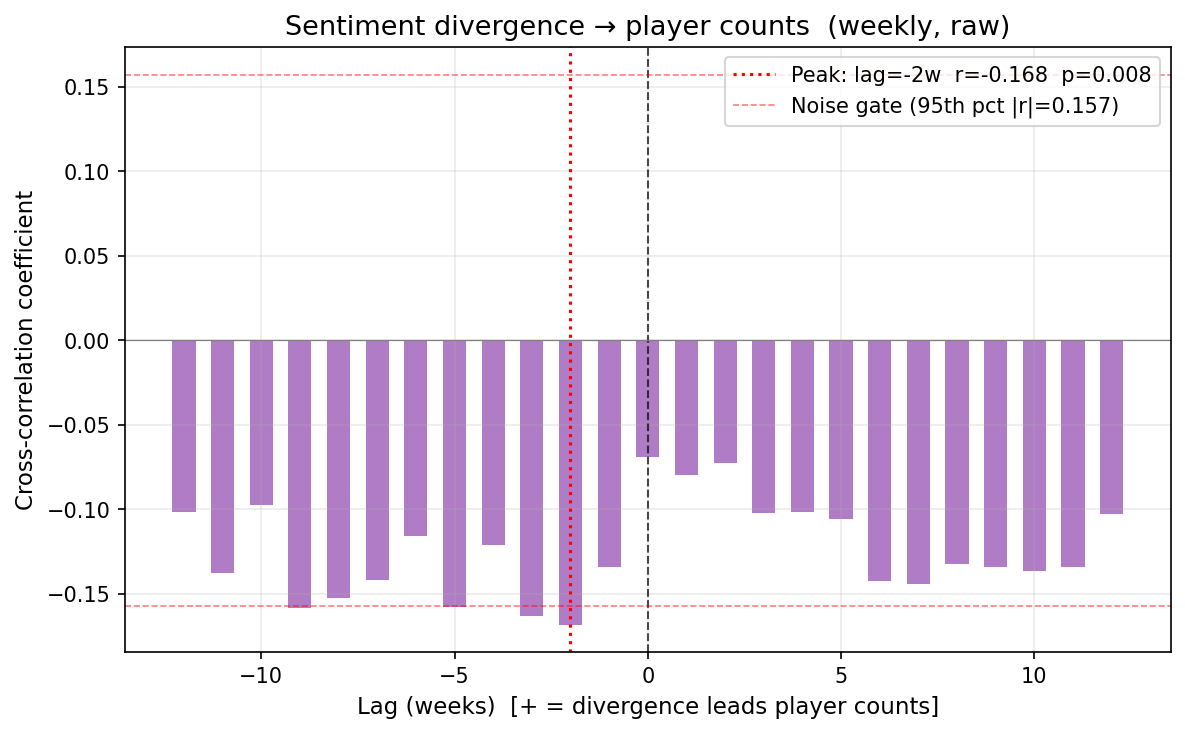 Sentiment divergence → player counts  (weekly, raw)
Peak: lag=-2w  r=-0.168  p=0.008
Noise gate (95th pct |r|=0.157)
Cross-correlation coefficient
0.15
0.10
0.05
0.00
−0.05
−0.10
−0.15
−10
−5
0
5
10
Lag (weeks)  [+ = divergence leads player counts]